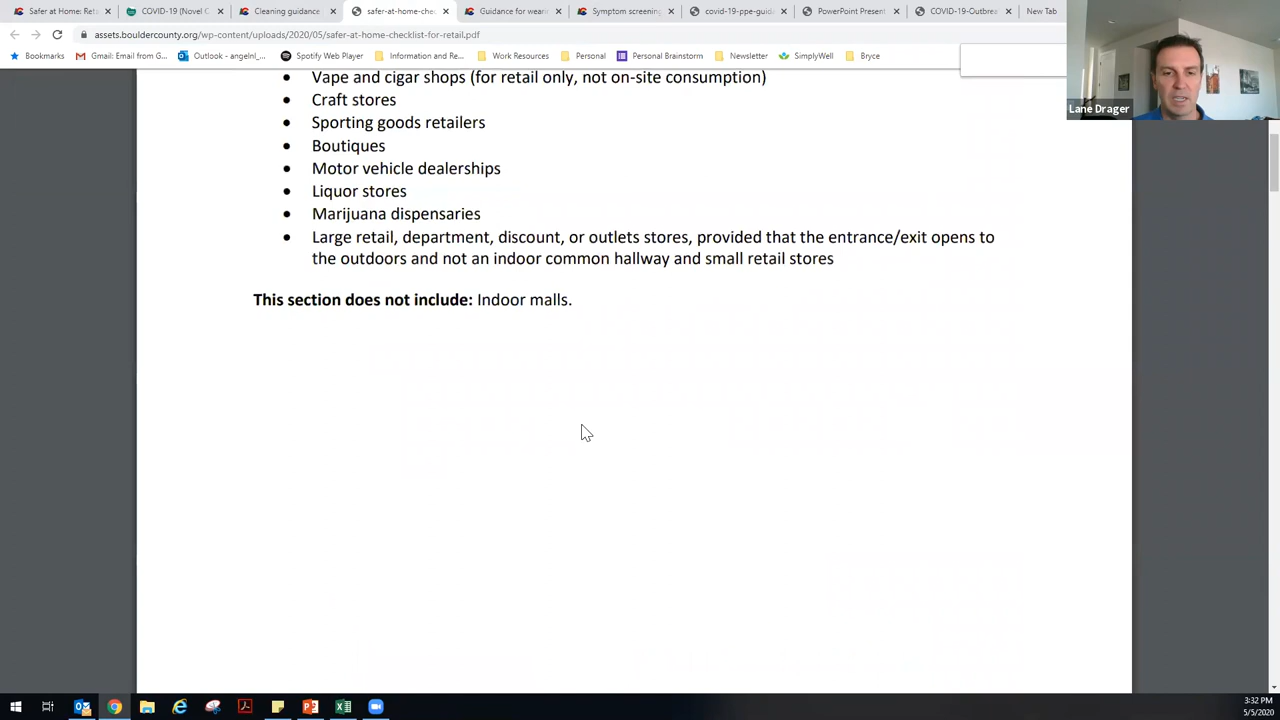 Safer at Home: Ret
COVID-19 (Novel C
Cleaning guidance
safer-at-home-che
Guidance for wear
Symptom screening
covid-19-ppe-guid
PowerPoint Present
COVID-19-Outbre
New Tab
assets.bouldercounty.org/wp-content/uploads/2020/05/safer-at-home-checklist-for-retail.pdf
Bookmarks
Gmail: Email from G...
Outlook - angelnl_...
Spotify Web Player
Information and Re...
Work Resources
Personal
Personal Brainstorm
Newsletter
SimplyWell
Bryce
Lane Drager
• Vape and cigar shops (for retail only, not on-site consumption)
• Craft stores
• Sporting goods retailers
• Boutiques
• Motor vehicle dealerships
• Liquor stores
• Marijuana dispensaries
• Large retail, department, discount, or outlets stores, provided that the entrance/exit opens to
the outdoors and not an indoor common hallway and small retail stores
This section does not include: Indoor malls.
3:32 PM
5/5/2020